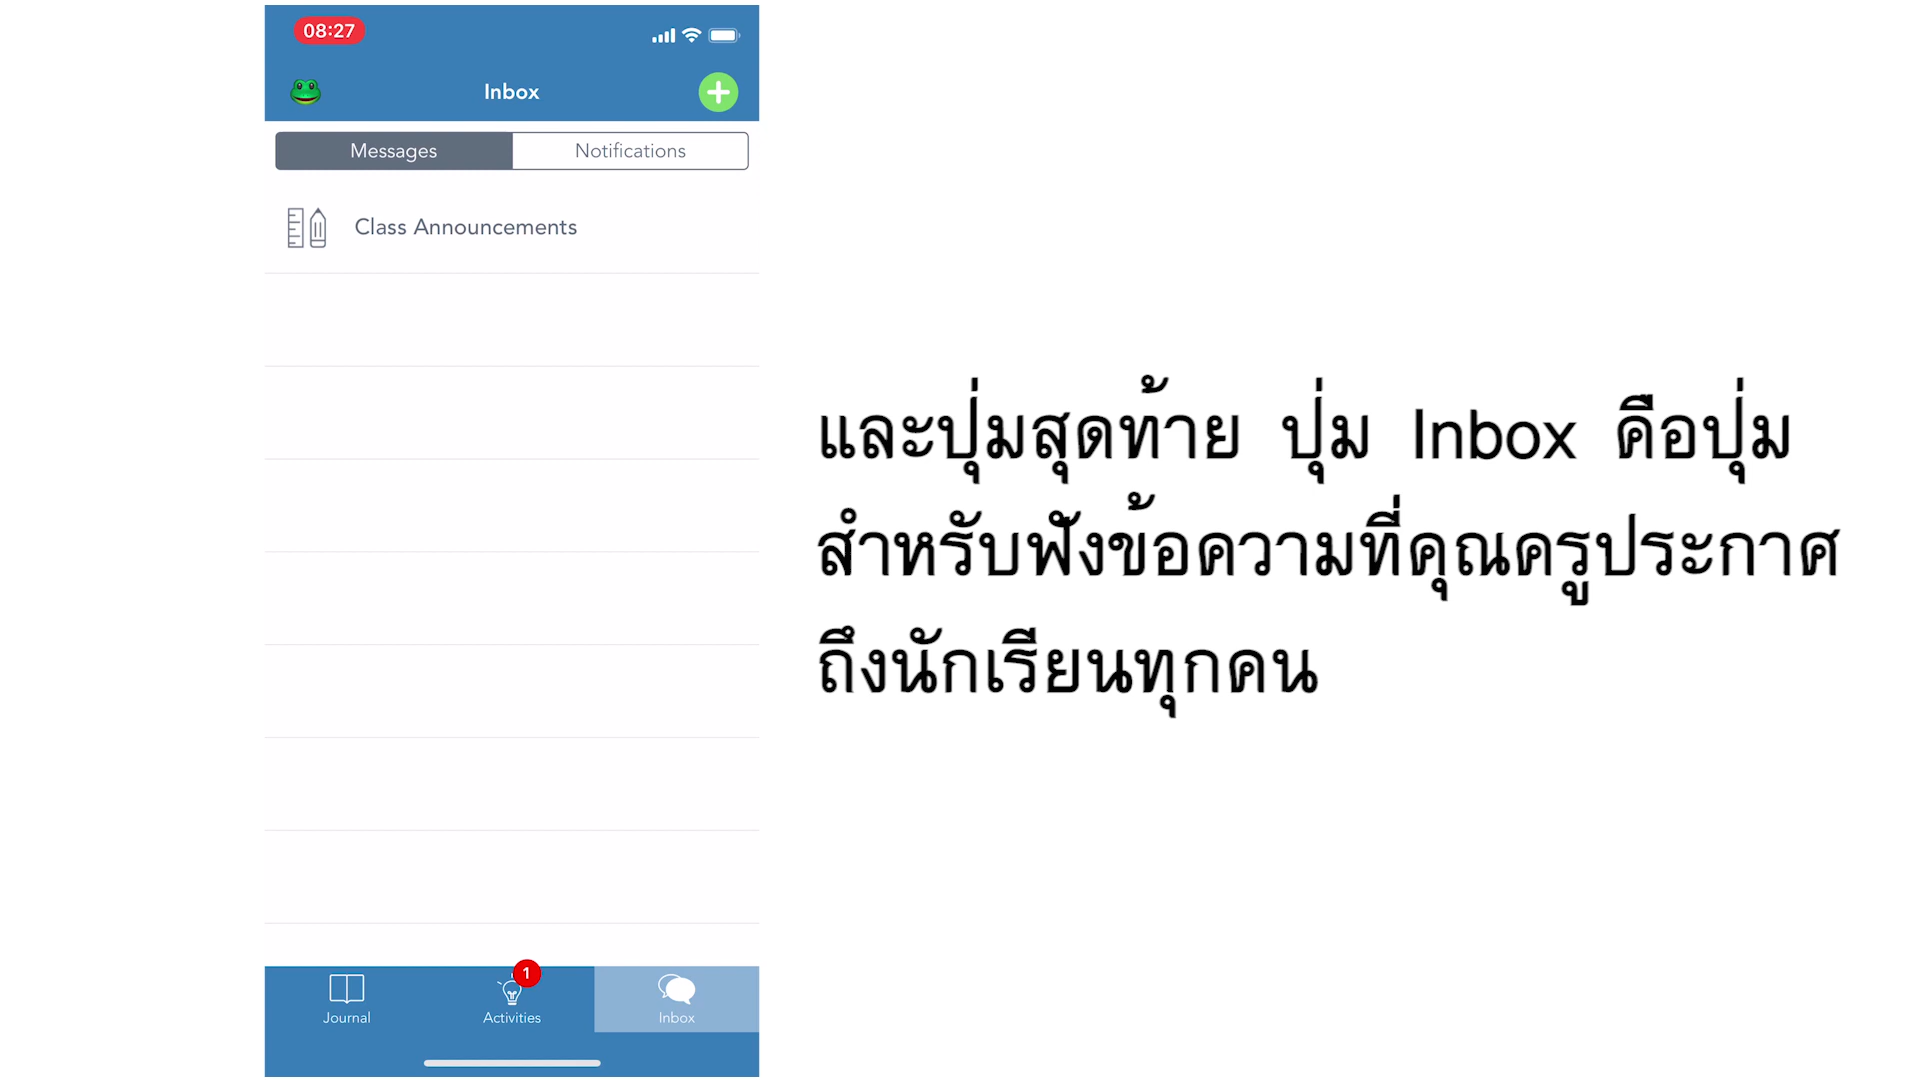 08:27
Inbox
Messages
Notifications
Class Announcements
และปุ่มสุดท้าย ปุ่ม Inbox คือปุ่ม
สำหรับฟังข้อความที่คุณครูประกาศ
ถึงนักเรียนทุกคน
1
Journal
Activities
Inbox